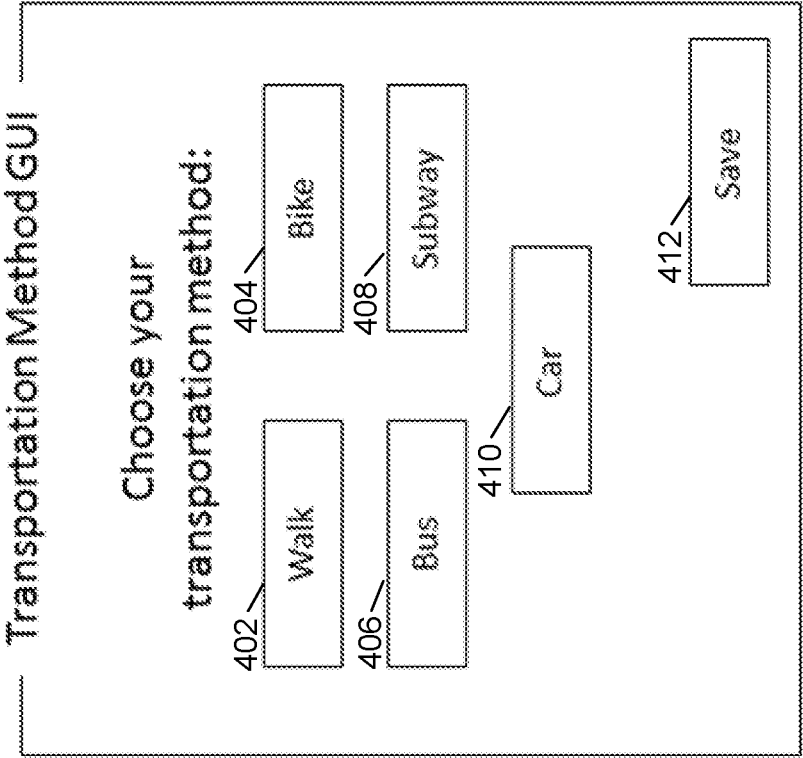 Transportation Method GUI
Choose your
transportation method:
402
Walk
404
Bike
406
Bus
408
Subway
410
Car
412
Save